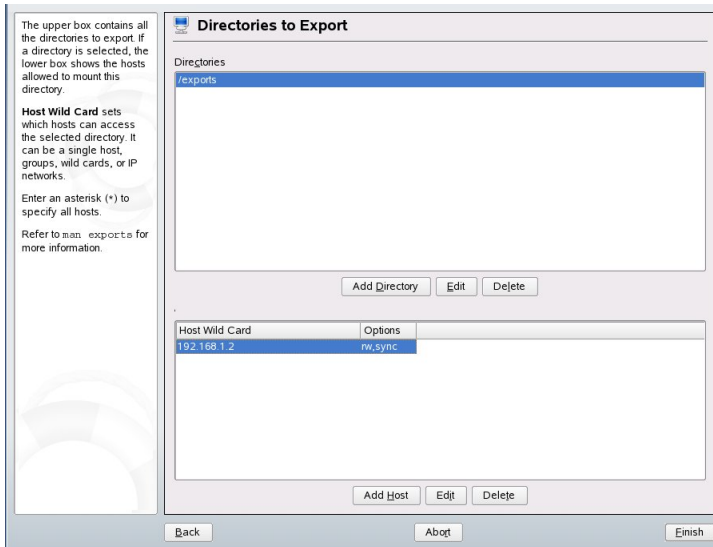 The upper box contains all
the directories to export. If
a directory is selected, the
lower box shows the hosts
allowed to mount this
directory.
Host Wild Card sets
which hosts can access
the selected directory. It
can be a single host,
groups, wild cards, or IP
networks.
Enter an asterisk (*) to
specify all hosts.
Refer to man exports for
more information.
Directories to Export
Directories
/exports
Add Directory Edit Delete
Host Wild Card Options
192.168.1.2 rw,sync
Add Host Edit Delete
Back Abort Finish